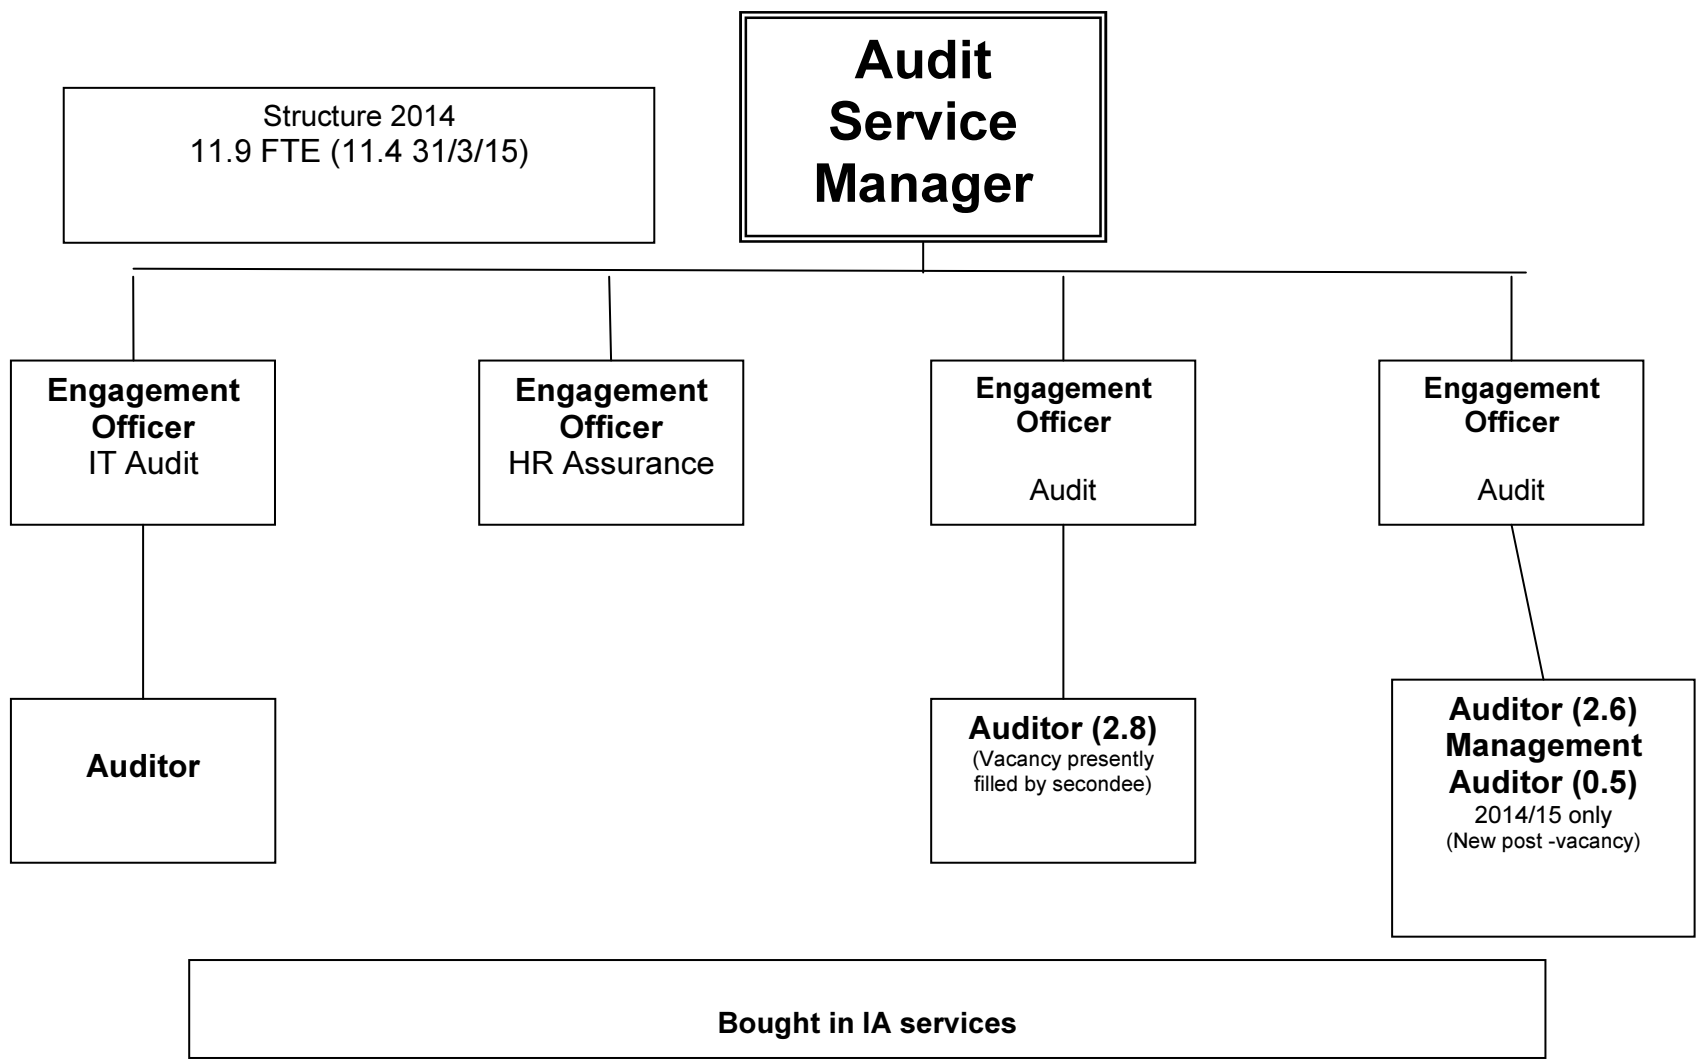 Audit
Service
Manager
Structure 2014
11.9 FTE (11.4 31/3/15)
Engagement
Officer
IT Audit
Engagement
Officer
HR Assurance
Engagement
Officer
Audit
Engagement
Officer
Audit
Auditor
Auditor (2.8)
(Vacancy presently
filled by secondee)
Auditor (2.6)
Management
Auditor (0.5)
2014/15 only
(New post -vacancy)
Bought in IA services